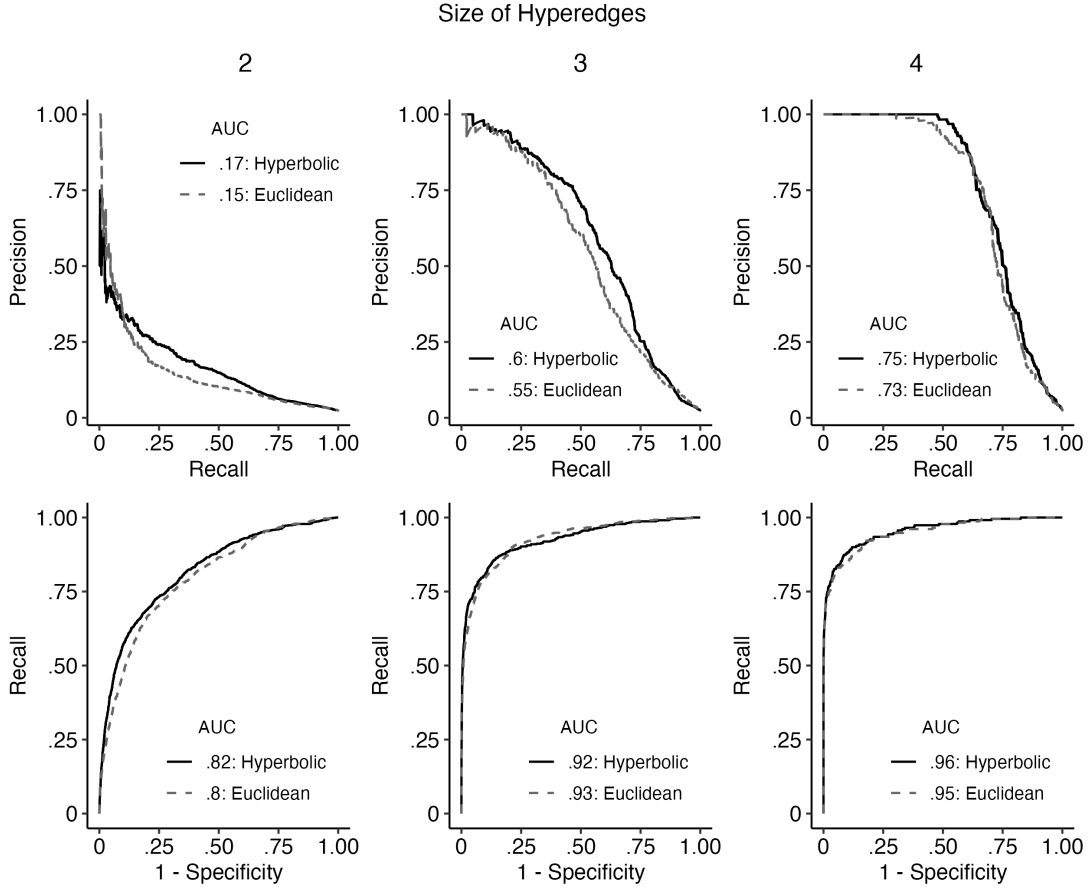 Size of Hyperedges
2 3 4
1.00 .75 .50 .25 0
Precision
AUC
.17: Hyperbolic
.15: Euclidean
0 .25 .50 .75 1.00
Recall
1.00 .75 .50 .25 0
Precision
AUC
.6: Hyperbolic
.55: Euclidean
0 .25 .50 .75 1.00
Recall
1.00 .75 .50 .25 0
Precision
AUC
.75: Hyperbolic
.73: Euclidean
0 .25 .50 .75 1.00
Recall
1.00 .75 .50 .25 0
Recall
AUC
.82: Hyperbolic
.8: Euclidean
0 .25 .50 .75 1.00
1 - Specificity
1.00 .75 .50 .25 0
Recall
AUC
.92: Hyperbolic
.93: Euclidean
0 .25 .50 .75 1.00
1 - Specificity
1.00 .75 .50 .25 0
Recall
AUC
.96: Hyperbolic
.95: Euclidean
0 .25 .50 .75 1.00
1 - Specificity